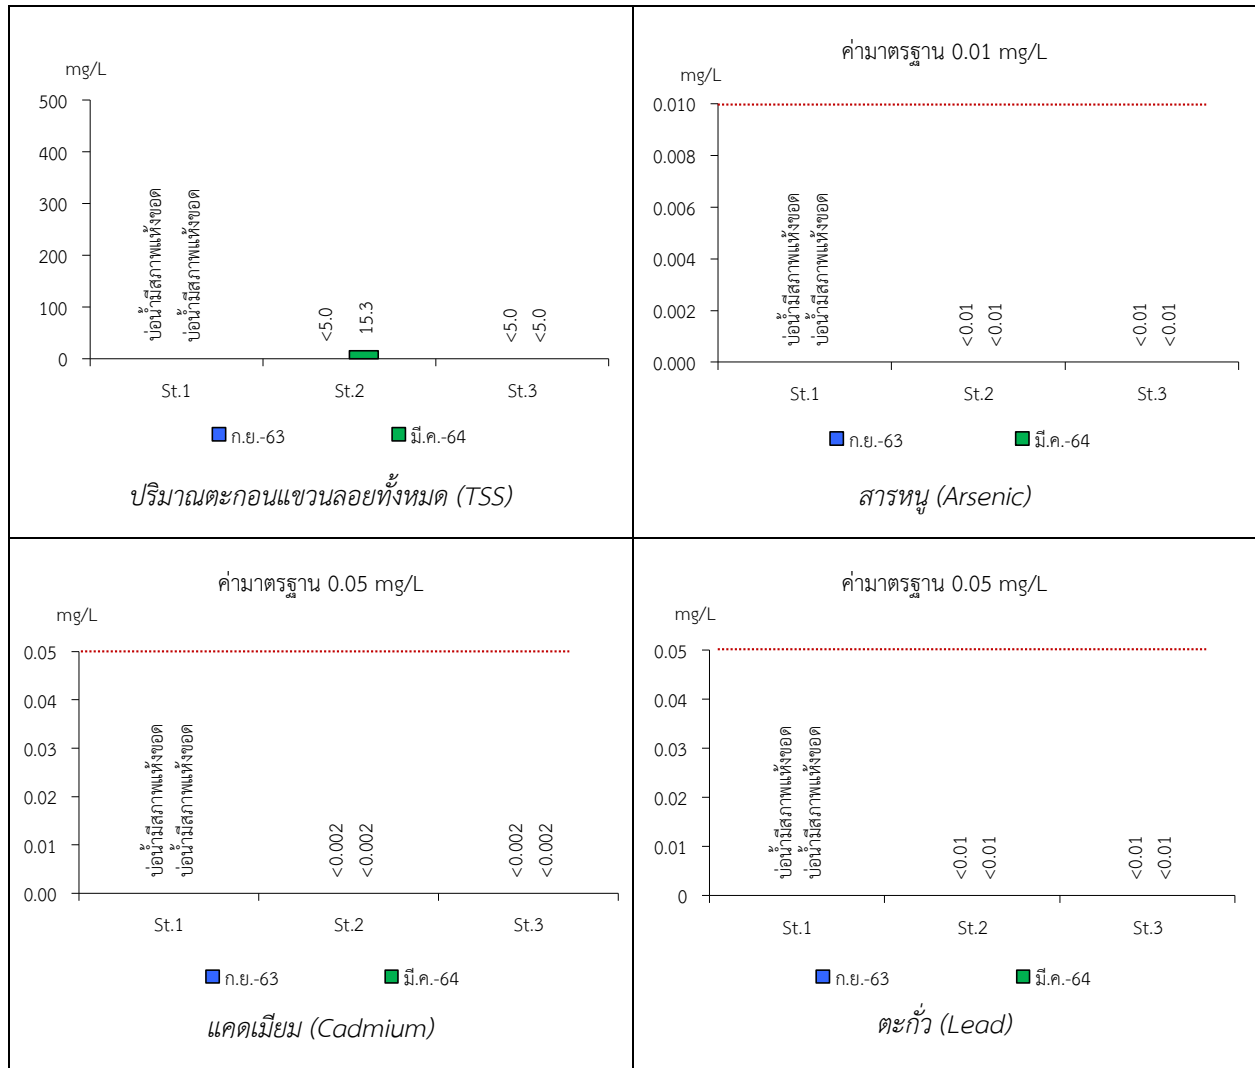 mg/L
500
400
300
200
100
0
บ่อน้ำมีสภาพแห้งขอด
บ่อน้ำมีสภาพแห้งขอด
<5.0
15.3
<5.0
<5.0
St.1 St.2 St.3
ก.ย.-63 มี.ค.-64
ปริมาณตะกอนแขวนลอยทั้งหมด (TSS)
ค่ามาตรฐาน 0.01 mg/L
0.010
0.008
0.006
0.004
0.002
0.000
บ่อน้ำมีสภาพแห้งขอด
บ่อน้ำมีสภาพแห้งขอด
<0.01
<0.01
<0.01
<0.01
St.1 St.2 St.3
ก.ย.-63 มี.ค.-64
สารหนู (Arsenic)
ค่ามาตรฐาน 0.05 mg/L
mg/L
0.05
0.04
0.03
0.02
0.01
0.00
บ่อน้ำมีสภาพแห้งขอด
บ่อน้ำมีสภาพแห้งขอด
<0.002
<0.002
<0.002
<0.002
St.1 St.2 St.3
ก.ย.-63 มี.ค.-64
แคดเมียม (Cadmium)
ค่ามาตรฐาน 0.05 mg/L
mg/L
0.05
0.04
0.03
0.02
0.01
0
บ่อน้ำมีสภาพแห้งขอด
บ่อน้ำมีสภาพแห้งขอด
<0.01
<0.01
<0.01
<0.01
St.1 St.2 St.3
ก.ย.-63 มี.ค.-64
ตะกั่ว (Lead)